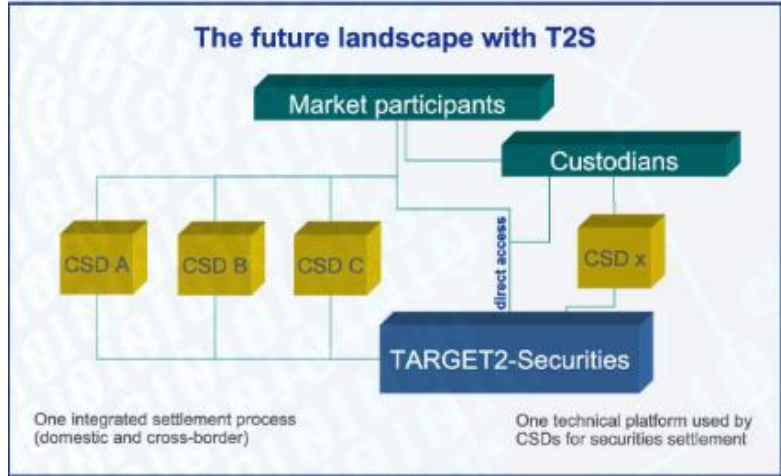 The future landscape with T2S
Market participants
Custodians
CSD A
CSD B
CSD C
direct access
CSD x
TARGET2-Securities
One integrated settlement process
(domestic and cross-border)
One technical platform used by
CSDs for securities settlement